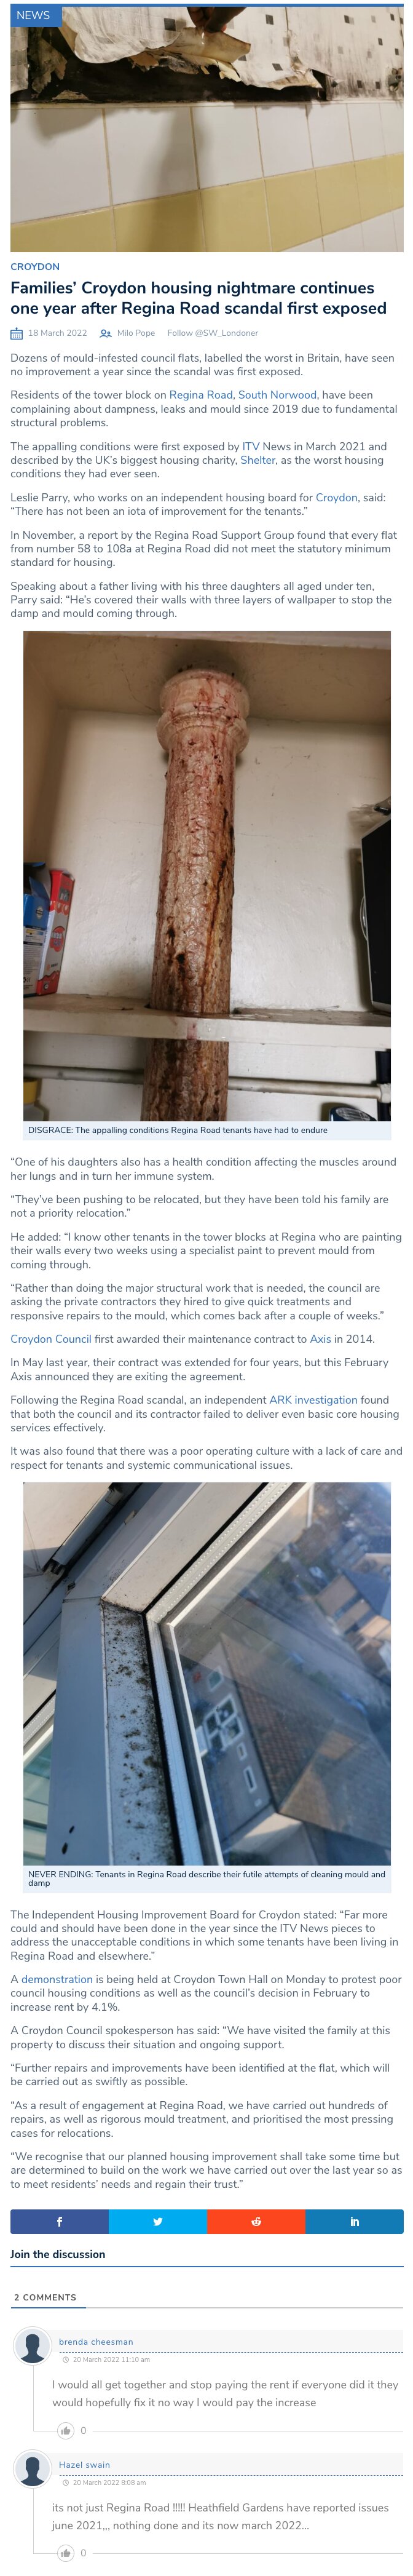 NEWS
CROYDON
Families’ Croydon housing nightmare continues
one year after Regina Road scandal first exposed
18 March 2022 Milo Pope Follow @SW_Londoner
Dozens of mould-infested council flats, labelled the worst in Britain, have seen
no improvement a year since the scandal was first exposed.
Residents of the tower block on Regina Road, South Norwood, have been
complaining about dampness, leaks and mould since 2019 due to fundamental
structural problems.
The appalling conditions were first exposed by ITV News in March 2021 and
described by the UK’s biggest housing charity, Shelter, as the worst housing
conditions they had ever seen.
Leslie Parry, who works on an independent housing board for Croydon, said:
“There has not been an iota of improvement for the tenants.”
In November, a report by the Regina Road Support Group found that every flat
from number 58 to 108a at Regina Road did not meet the statutory minimum
standard for housing.
Speaking about a father living with his three daughters all aged under ten,
Parry said: “He’s covered their walls with three layers of wallpaper to stop the
damp and mould coming through.
DISGRACE: The appalling conditions Regina Road tenants have had to endure
“One of his daughters also has a health condition affecting the muscles around
her lungs and in turn her immune system.
“They’ve been pushing to be relocated, but they have been told his family are
not a priority relocation.”
He added: “I know other tenants in the tower blocks at Regina who are painting
their walls every two weeks using a specialist paint to prevent mould from
coming through.
“Rather than doing the major structural work that is needed, the council are
asking the private contractors they hired to give quick treatments and
responsive repairs to the mould, which comes back after a couple of weeks.”
Croydon Council first awarded their maintenance contract to Axis in 2014.
In May last year, their contract was extended for four years, but this February
Axis announced they are exiting the agreement.
Following the Regina Road scandal, an independent ARK investigation found
that both the council and its contractor failed to deliver even basic core housing
services effectively.
It was also found that there was a poor operating culture with a lack of care and
respect for tenants and systemic communicational issues.
NEVER ENDING: Tenants in Regina Road describe their futile attempts of cleaning mould and
damp
The Independent Housing Improvement Board for Croydon stated: “Far more
could and should have been done in the year since the ITV News pieces to
address the unacceptable conditions in which some tenants have been living in
Regina Road and elsewhere.”
A demonstration is being held at Croydon Town Hall on Monday to protest poor
council housing conditions as well as the council’s decision in February to
increase rent by 4.1%.
A Croydon Council spokesperson has said: “We have visited the family at this
property to discuss their situation and ongoing support.
“Further repairs and improvements have been identified at the flat, which will
be carried out as swiftly as possible.
“As a result of engagement at Regina Road, we have carried out hundreds of
repairs, as well as rigorous mould treatment, and prioritised the most pressing
cases for relocations.
“We recognise that our planned housing improvement shall take some time but
are determined to build on the work we have carried out over the last year so as
to meet residents’ needs and regain their trust.”
Join the discussion
2 COMMENTS
brenda cheesman
20 March 2022 11:10 am
I would all get together and stop paying the rent if everyone did it they
would hopefully fix it no way I would pay the increase
0
Hazel swain
20 March 2022 8:08 am
its not just Regina Road !!!!! Heathfield Gardens have reported issues
june 2021,,, nothing done and its now march 2022…
0